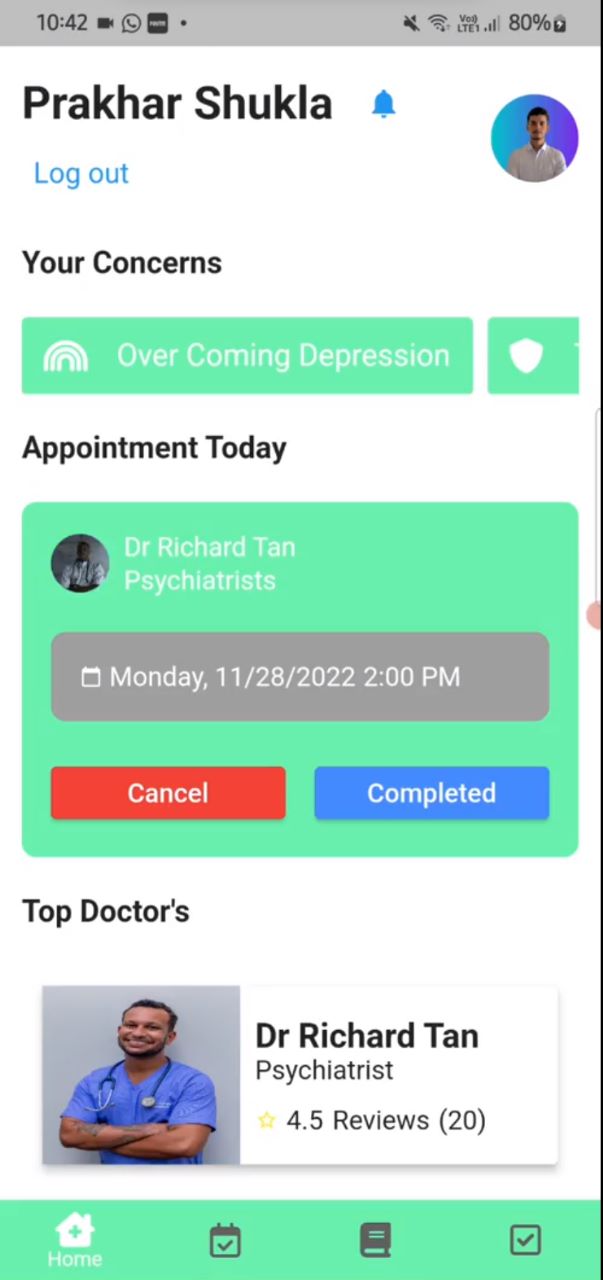 10:42
Vo))
LTE1
80%
Prakhar Shukla
Log out
Your Concerns
Over Coming Depression
Appointment Today
Dr Richard Tan
Psychiatrists
Monday, 11/28/2022 2:00 PM
Cancel
Completed
Top Doctor's
Dr Richard Tan
Psychiatrist
4.5 Reviews (20)
Home